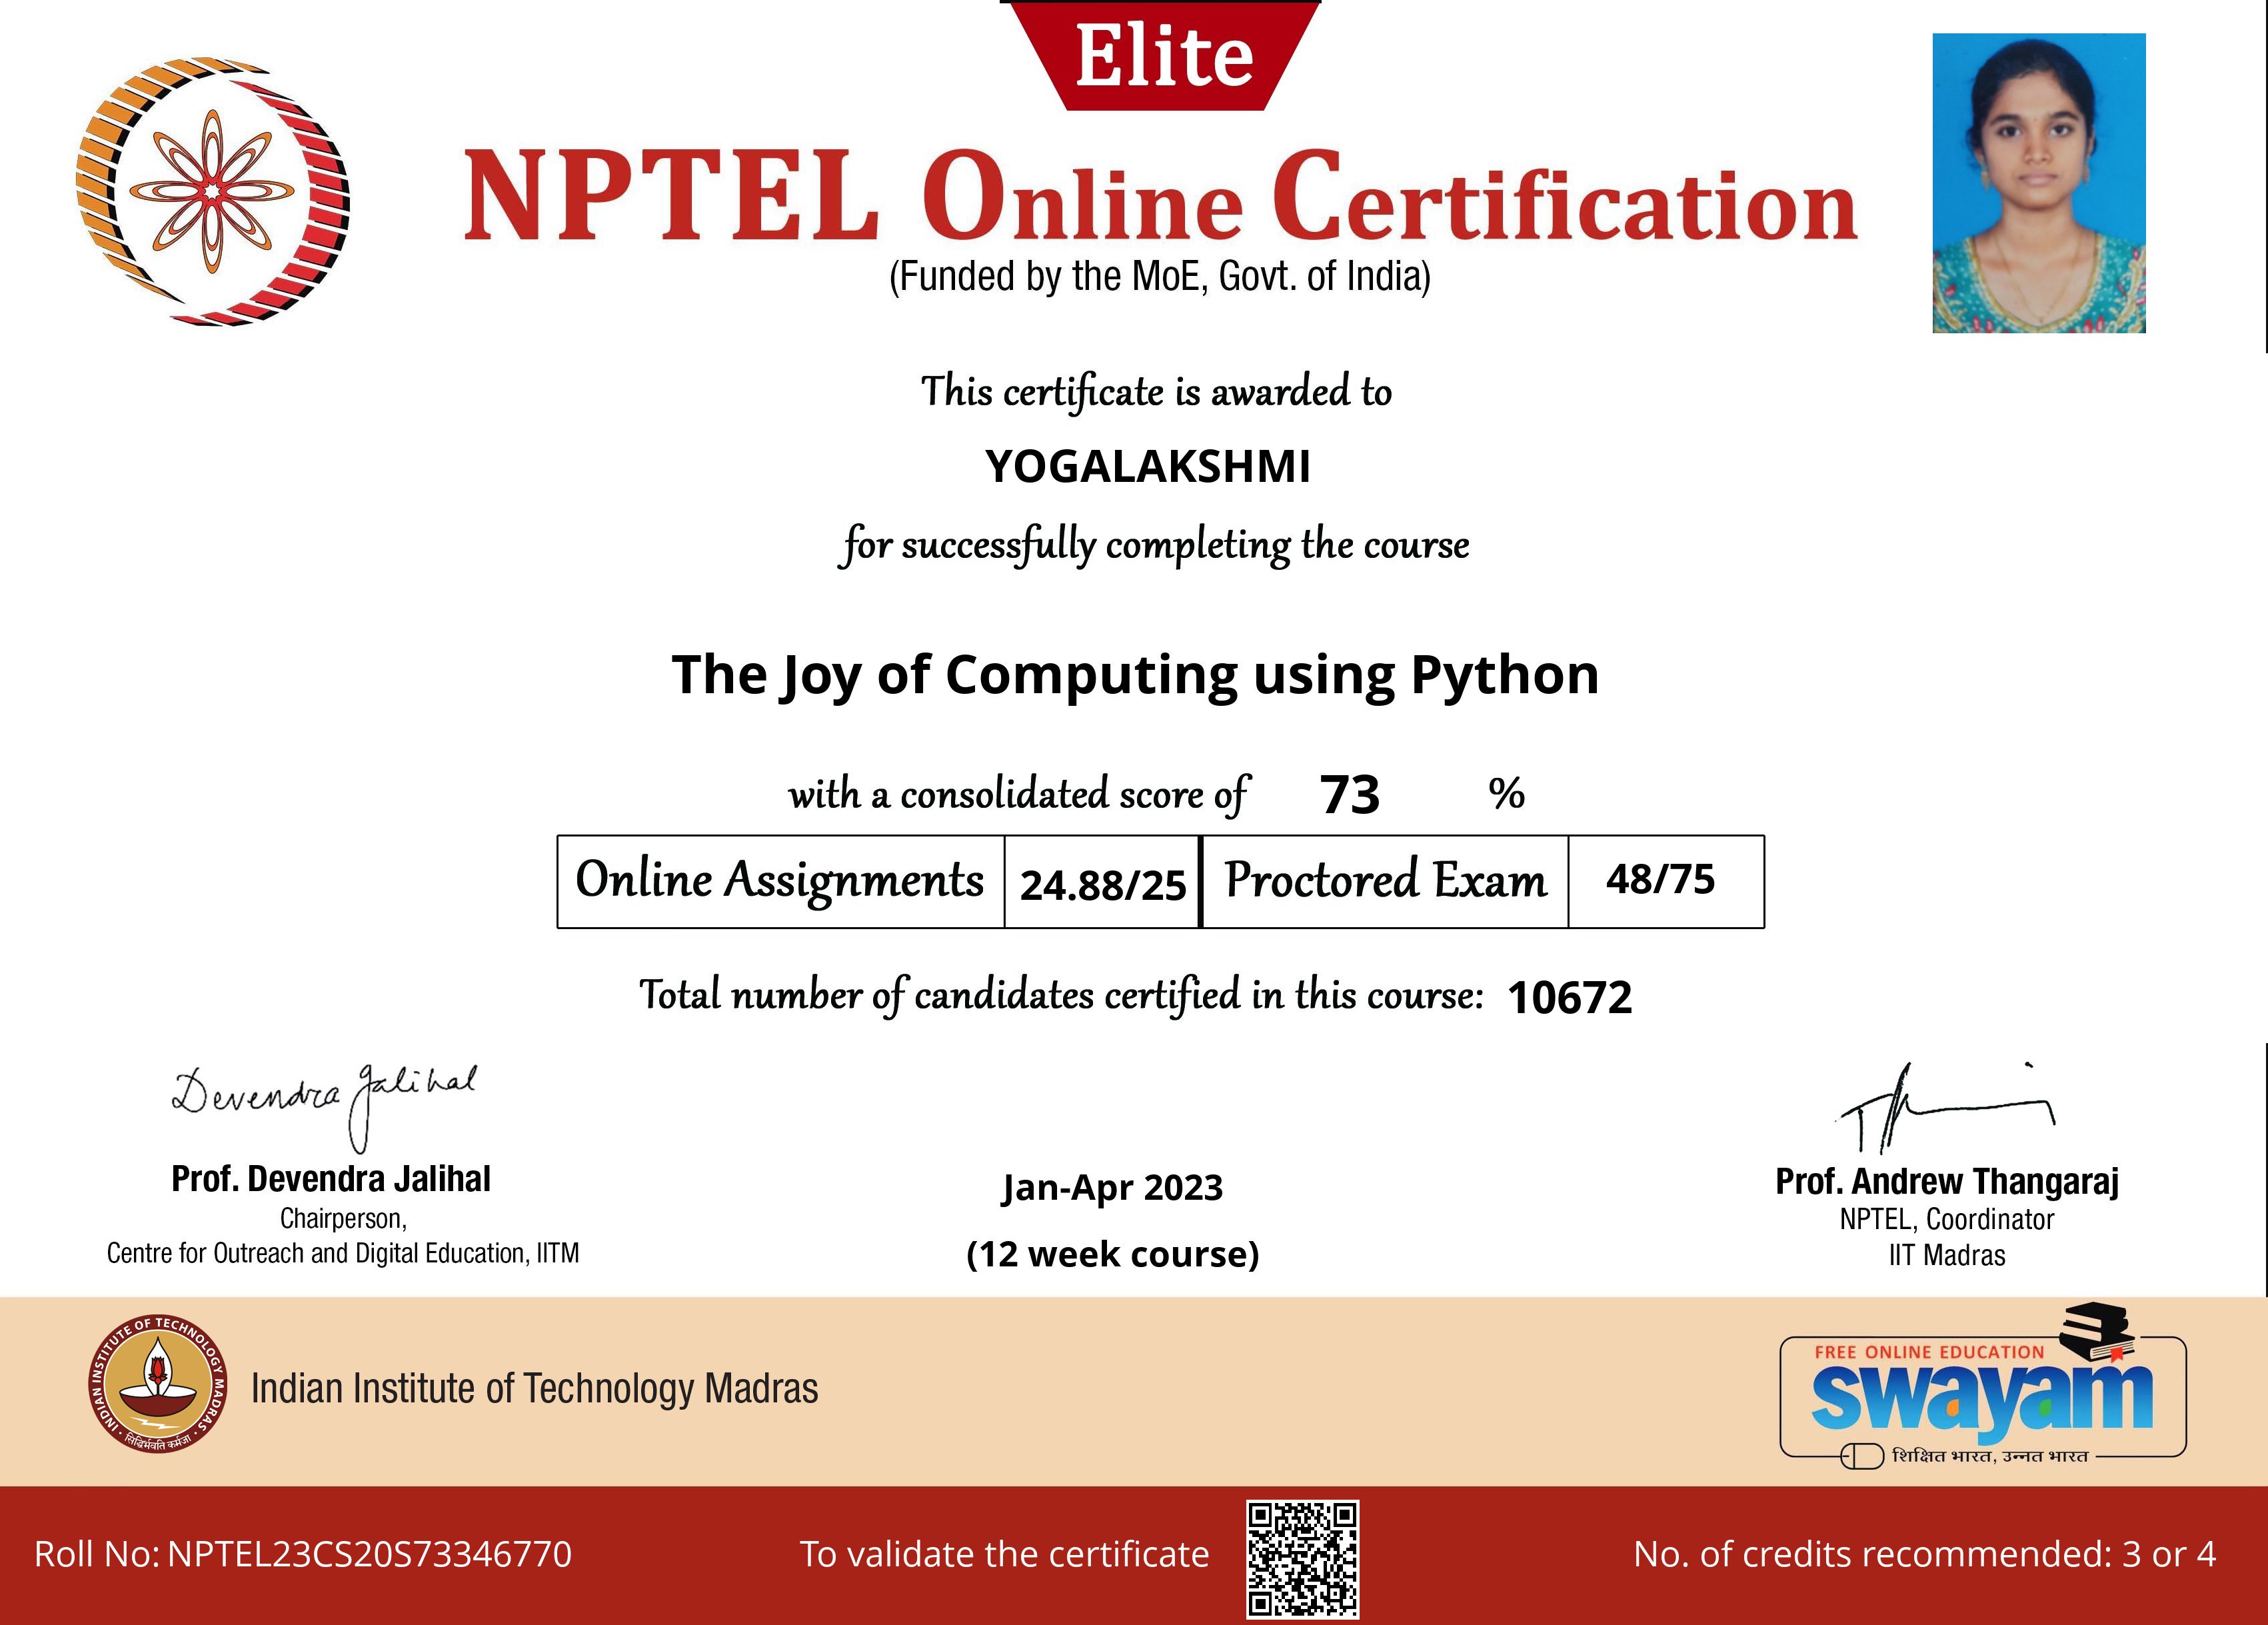 Elite
NPTEL Online Certification
(Funded by the MoE, Govt. of India)
This certificate is awarded to
YOGALAKSHMI
for successfully completing the course
The Joy of Computing using Python
with a consolidated score of 73 %
Online Assignments 24.88/25 Proctored Exam 48/75
Total number of candidates certified in this course: 10672
Devendra Jalihal
Prof. Devendra Jalihal
Chairperson,
Centre for Outreach and Digital Education, IITM
Jan-Apr 2023
(12 week course)
Prof. Andrew Thangaraj
NPTEL, Coordinator
IIT Madras
INDIAN INSTITUTE OF TECHNOLOGY MADRAS
सिद्धिर्भवति कर्मजा
Indian Institute of Technology Madras
FREE ONLINE EDUCATION
swayam
शिक्षित भारत, उन्नत भारत
Roll No: NPTEL23CS20S73346770
To validate the certificate
No. of credits recommended: 3 or 4